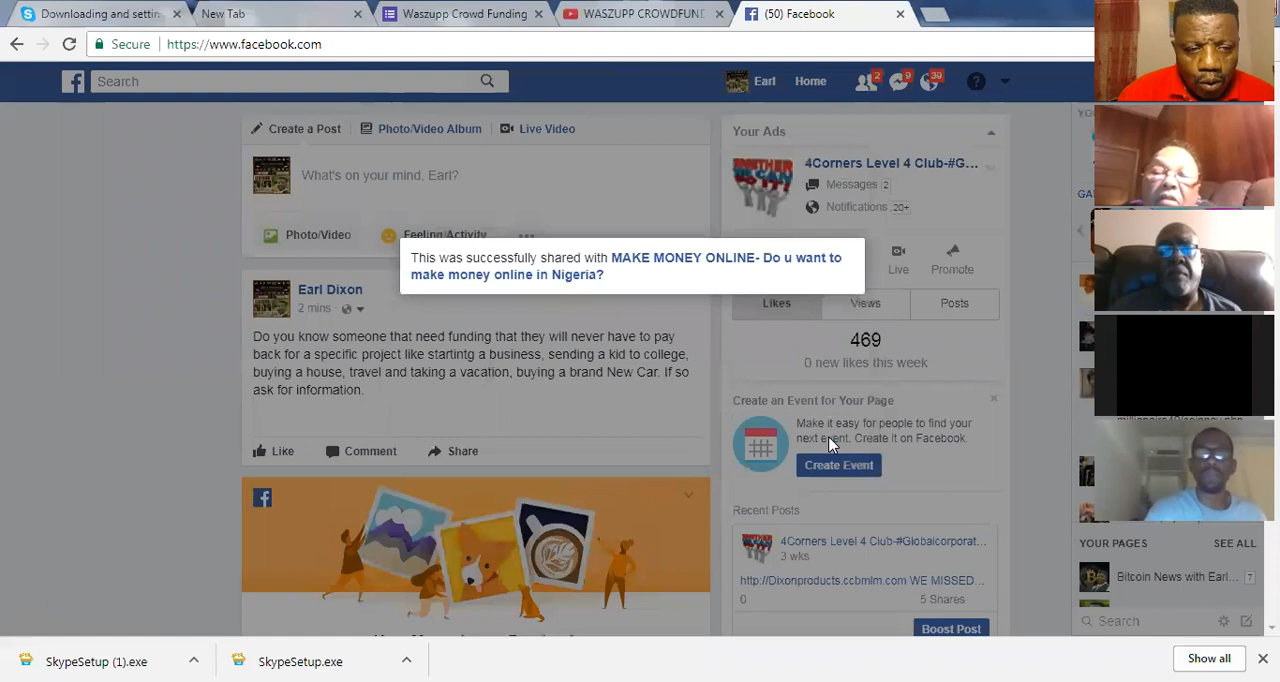 Downloading and settin
New Tab
Waszupp Crowd Funding
WASZUPP CROWDFUND
(50) Facebook
Secure
https://www.facebook.com
Search
Earl
Home
2
9
39
Create a Post
Photo/Video Album
Live Video
What's on your mind, Earl?
Photo/Video
Feeling/Activity
This was successfully shared with MAKE MONEY ONLINE- Do u want to
make money online in Nigeria?
Earl Dixon
2 mins
Do you know someone that need funding that they will never have to pay
back for a specific project like startintg a business, sending a kid to college,
buying a house, travel and taking a vacation, buying a brand New Car. If so
ask for information.
Like
Comment
Share
Your Ads
4Corners Level 4 Club-#G...
Messages 2
Notifications 20+
Live
Promote
Likes
Views
Posts
469
0 new likes this week
Create an Event for Your Page
Make it easy for people to find your
next event. Create it on Facebook.
Create Event
Recent Posts
4Corners Level 4 Club-#Globalcorporat...
3 wks
http://Dixonproducts.ccbmlm.com WE MISSED...
0
5 Shares
Boost Post
YOUR PAGES
SEE ALL
Bitcoin News with Earl...
7
Search
SkypeSetup (1).exe
SkypeSetup.exe
Show all